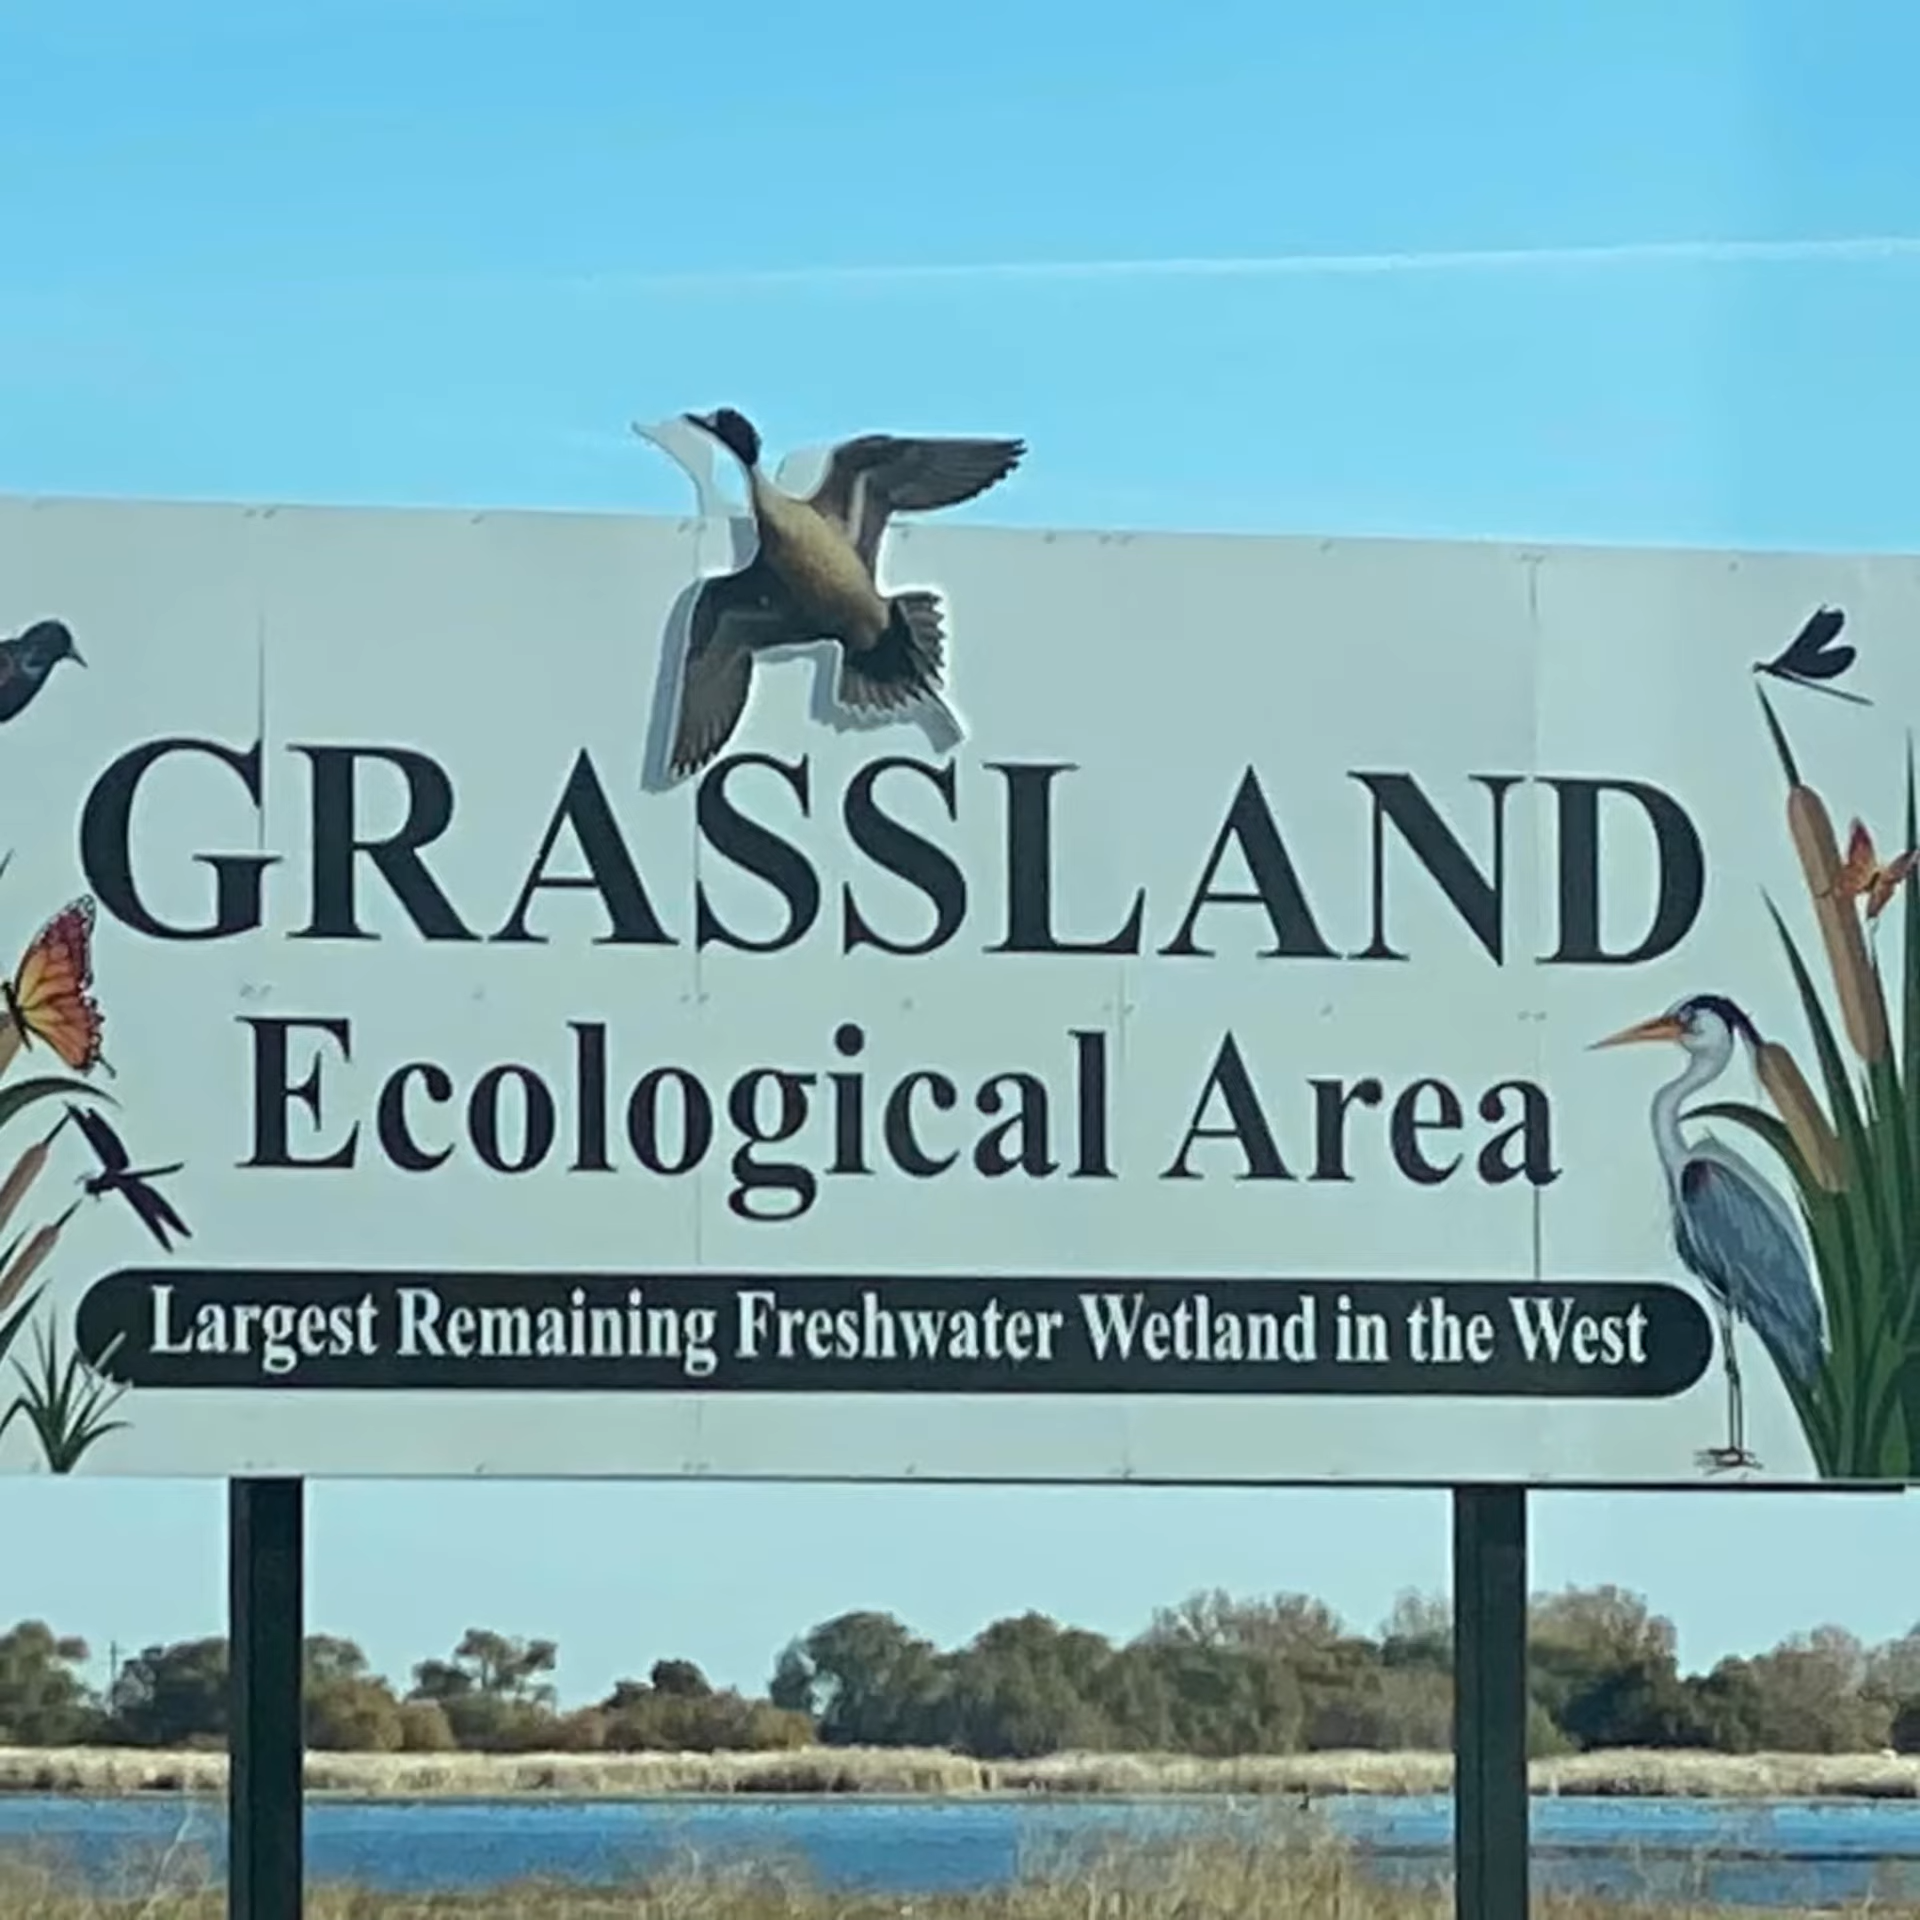 GRASSLAND
Ecological Area
Largest Remaining Freshwater Wetland in the West